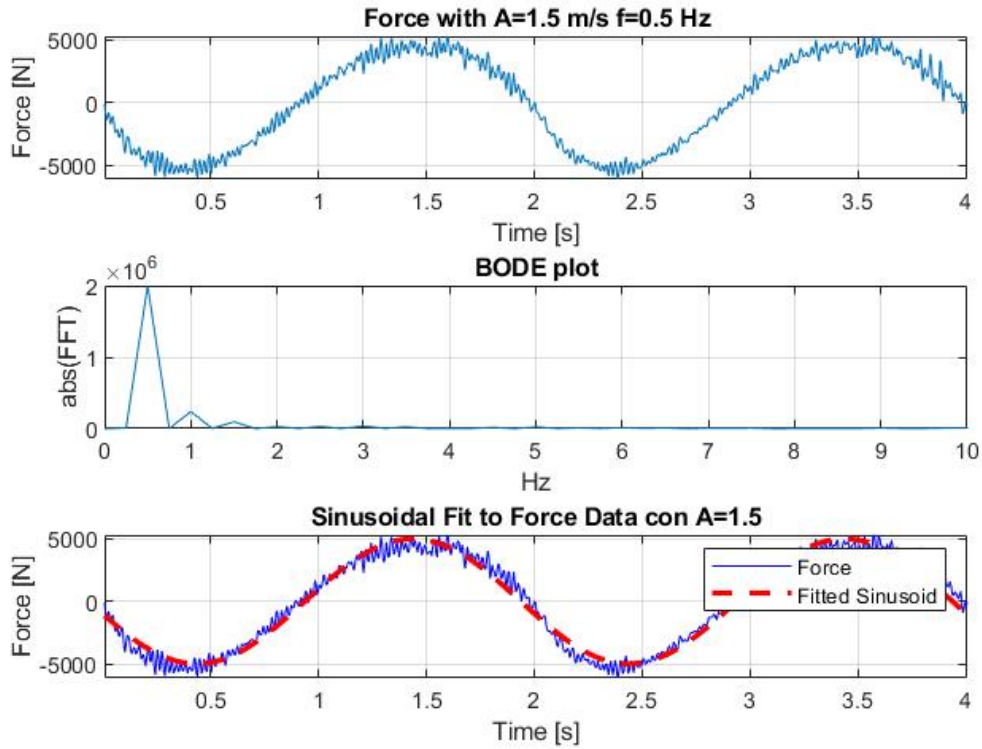 Force with A=1.5 m/s f=0.5 Hz
Force [N]
5000
0
-5000
0.5 1 1.5 2 2.5 3 3.5 4
Time [s]
BODE plot
×10^6
abs(FFT)
2
1
0
0 1 2 3 4 5 6 7 8 9 10
Hz
Sinusoidal Fit to Force Data con A=1.5
Force [N]
5000
0
-5000
Force
Fitted Sinusoid
0.5 1 1.5 2 2.5 3 3.5 4
Time [s]